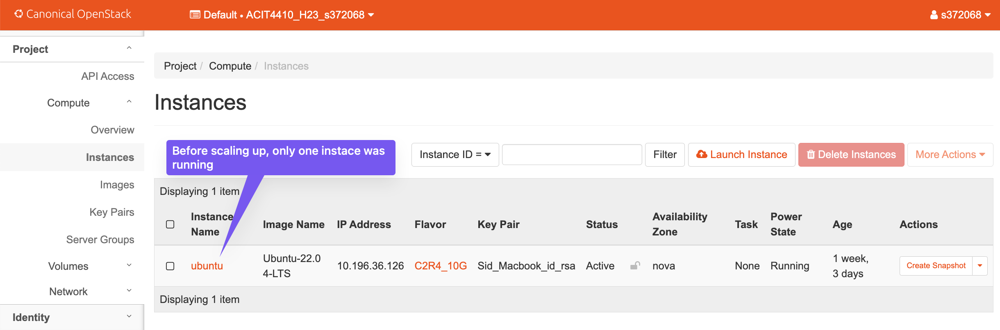 Canonical OpenStack
Default • ACIT4410_H23_s372068
s372068
Project
API Access
Compute
Overview
Instances
Images
Key Pairs
Server Groups
Volumes
Network
Identity
Project / Compute / Instances
Instances
Before scaling up, only one instace was
running
Instance ID =
Filter
Launch Instance
Delete Instances
More Actions
Displaying 1 item
Instance
Name
Image Name
IP Address
Flavor
Key Pair
Status
Availability
Zone
Task
Power
State
Age
Actions
ubuntu
Ubuntu-22.0
4-LTS
10.196.36.126
C2R4_10G
Sid_Macbook_id_rsa
Active
nova
None
Running
1 week,
3 days
Create Snapshot
Displaying 1 item